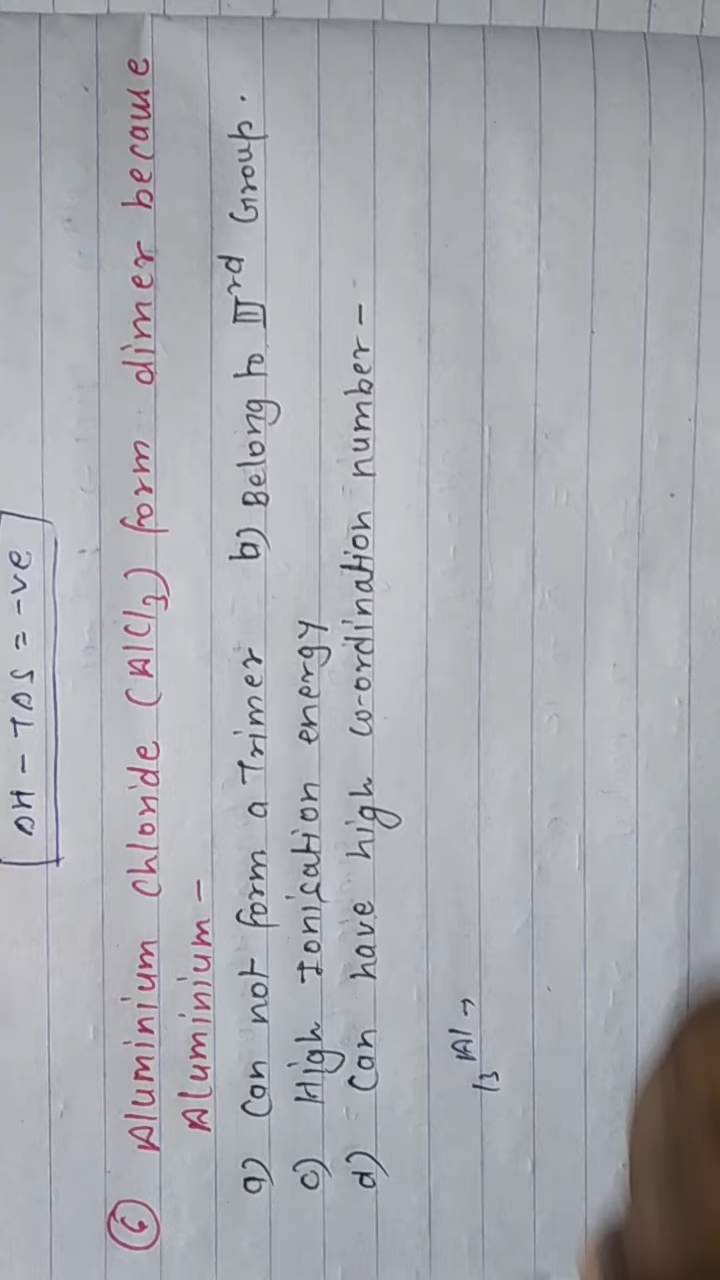 ΔH - TΔS = -ve
⑥ Aluminium Chloride (AlCl₃) form dimer because
Aluminium -
a) Can not form a Trimer b) Belong to IIIrd Group.
c) High Ionisation energy
d) Can have high co-ordination number -
₁₃Al →